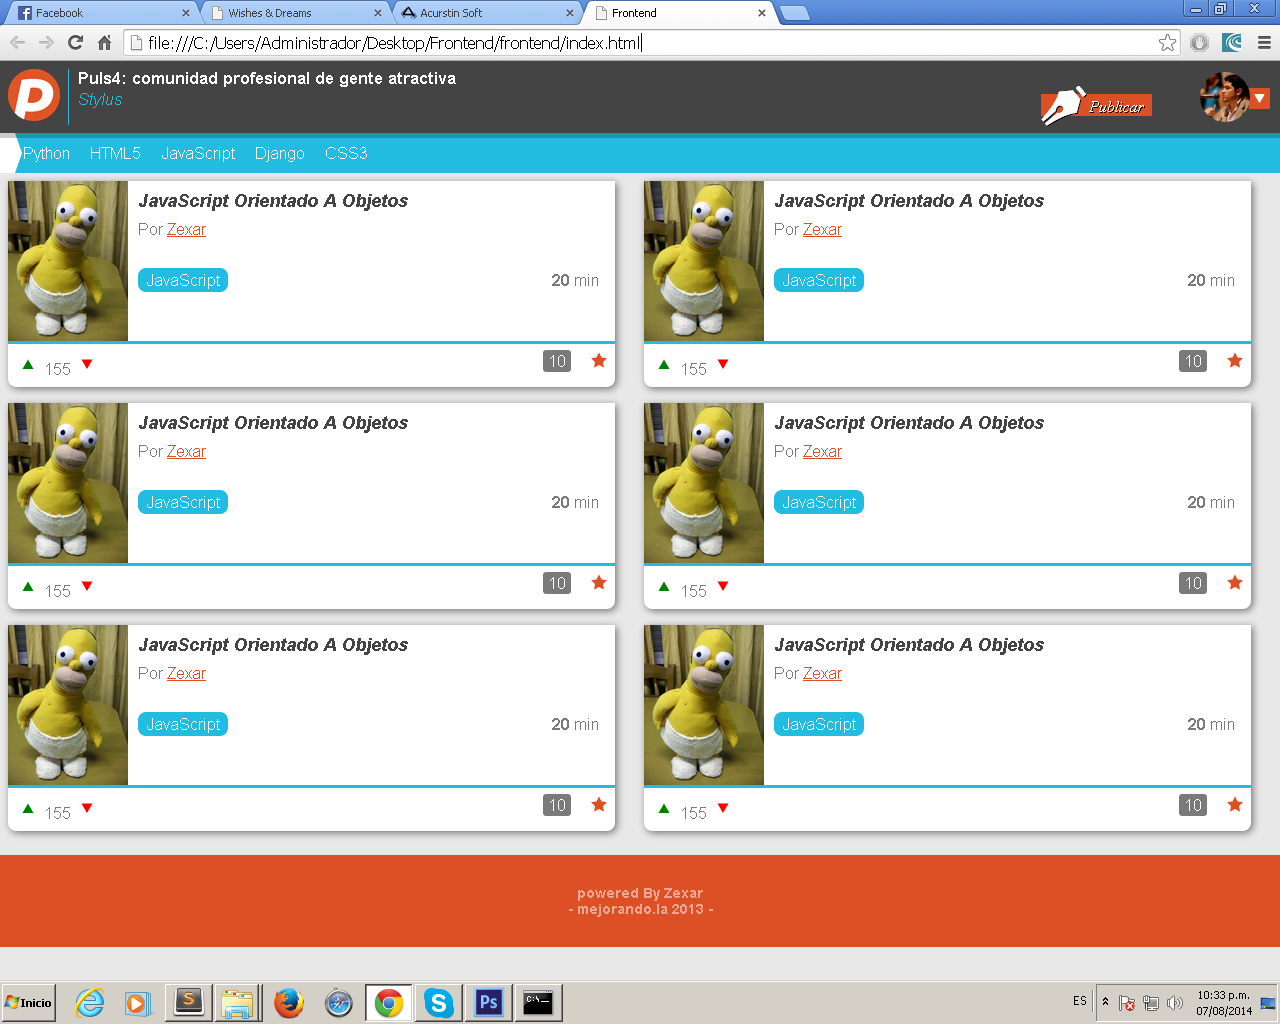 Facebook
Wishes & Dreams
Acurstin Soft
Frontend
file:///C:/Users/Administrador/Desktop/Frontend/frontend/index.html
Puls4: comunidad profesional de gente atractiva
Stylus
Publicar
Python HTML5 JavaScript Django CSS3
JavaScript Orientado A Objetos
Por Zexar
JavaScript 20 min
155 10
JavaScript Orientado A Objetos
Por Zexar
JavaScript 20 min
155 10
JavaScript Orientado A Objetos
Por Zexar
JavaScript 20 min
155 10
JavaScript Orientado A Objetos
Por Zexar
JavaScript 20 min
155 10
JavaScript Orientado A Objetos
Por Zexar
JavaScript 20 min
155 10
JavaScript Orientado A Objetos
Por Zexar
JavaScript 20 min
155 10
powered By Zexar
- mejorando.la 2013 -
Inicio
Ps
ES
10:33 p.m.
07/08/2014